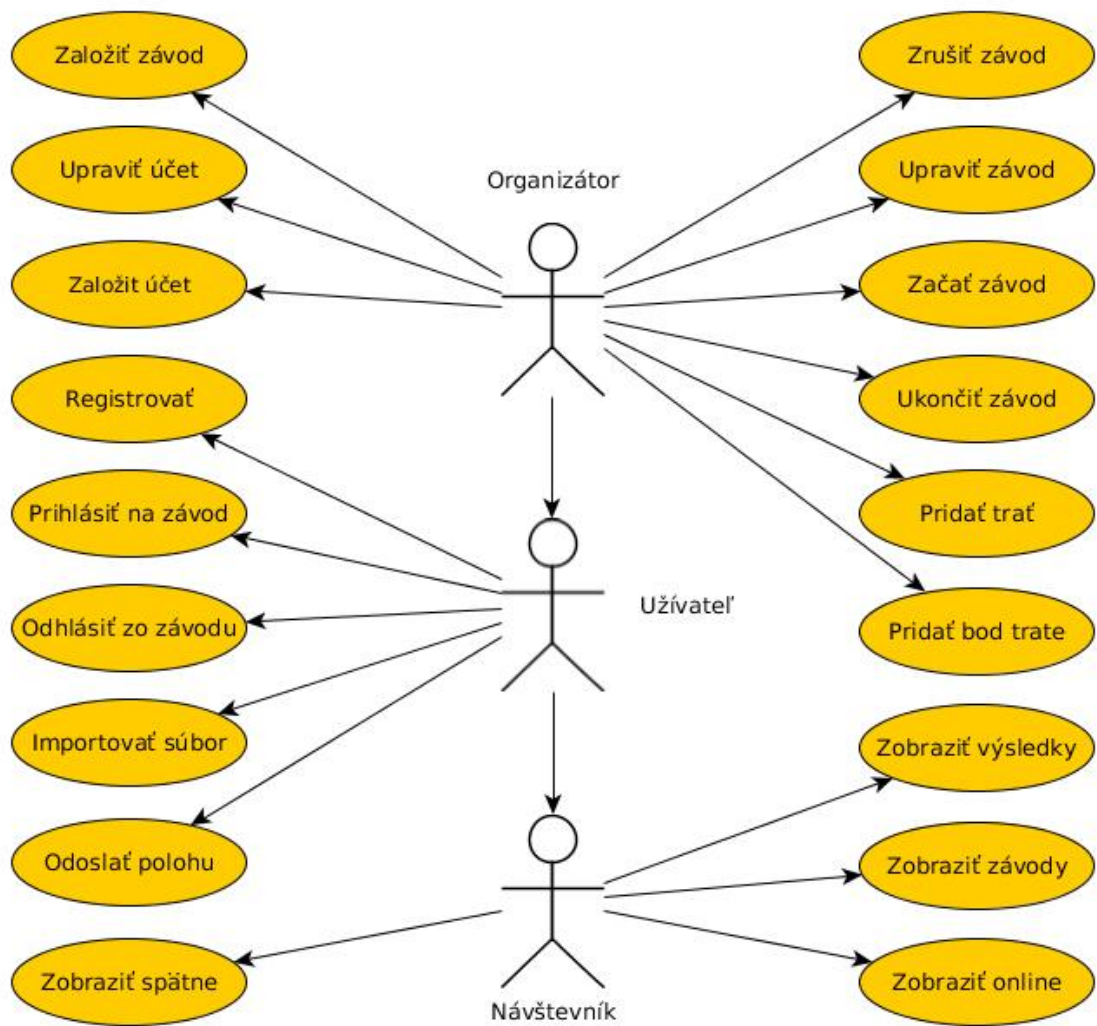 Založiť závod
Zrušiť závod
Upraviť účet
Upraviť závod
Organizátor
Založit účet
Začať závod
Registrovať
Ukončiť závod
Prihlásiť na závod
Pridať trať
Užívateľ
Odhlásiť zo závodu
Pridať bod trate
Importovať súbor
Zobraziť výsledky
Odoslať polohu
Zobraziť závody
Zobraziť spätne
Zobraziť online
Návštevník